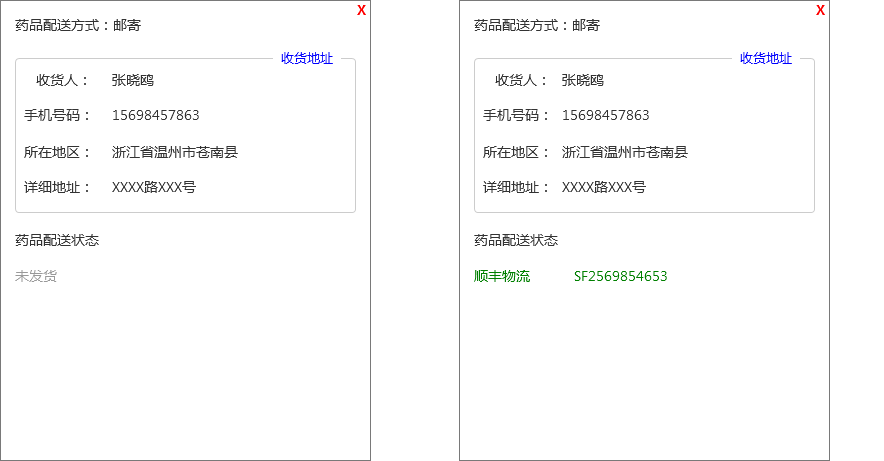 X
药品配送方式：邮寄
收货地址
收货人： 张晓鸥
手机号码： 15698457863
所在地区： 浙江省温州市苍南县
详细地址： XXXX路XXX号
药品配送状态
未发货
X
药品配送方式：邮寄
收货地址
收货人： 张晓鸥
手机号码： 15698457863
所在地区： 浙江省温州市苍南县
详细地址： XXXX路XXX号
药品配送状态
顺丰物流 SF2569854653